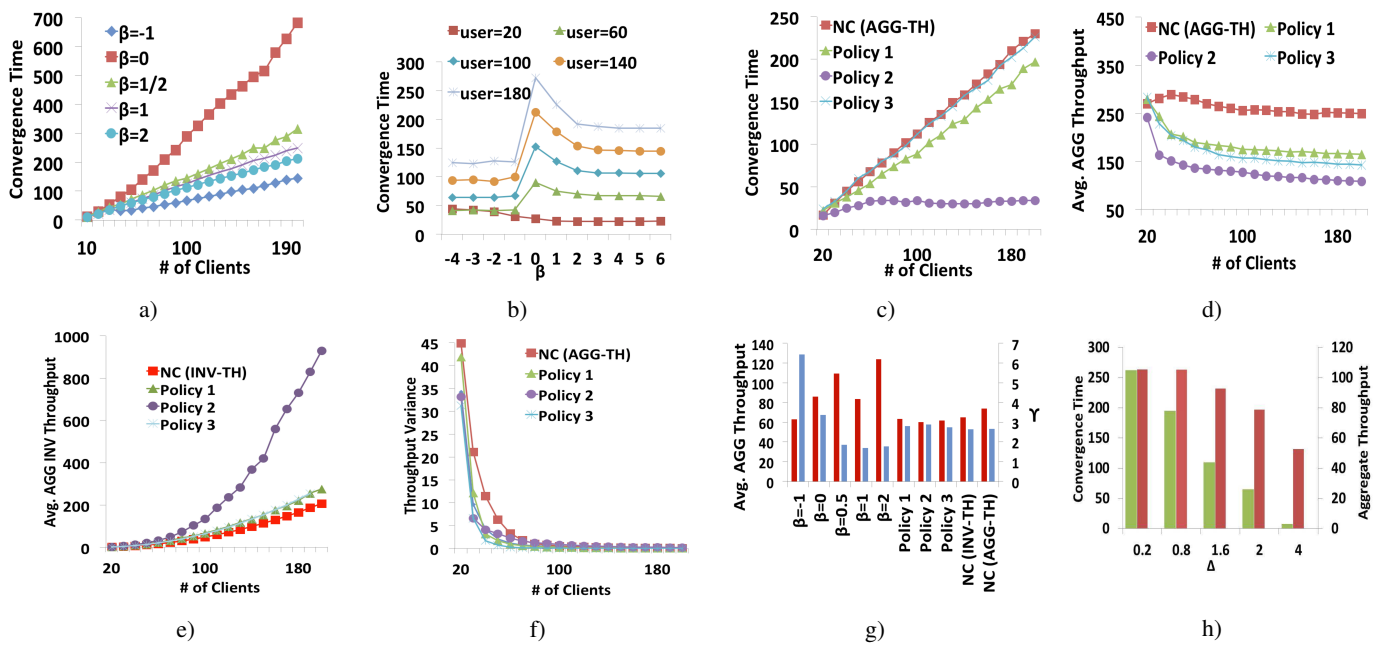 700
600
500
400
300
200
100
0
Convergence Time
β=-1
β=0
β=1/2
β=1
β=2
10 100 190
# of Clients
a)
user=20 user=60
user=100 user=140
user=180
300
250
200
150
100
50
0
Convergence Time
-4 -3 -2 -1 0 1 2 3 4 5 6
β
b)
250
200
150
100
50
0
Convergence Time
NC (AGG-TH)
Policy 1
Policy 2
Policy 3
20 100 180
# of Clients
c)
450
350
250
150
50
Avg. AGG Throughput
NC (AGG-TH) Policy 1
Policy 2 Policy 3
20 100 180
# of Clients
d)
1000
800
600
400
200
0
Avg. AGG INV Throughput
NC (INV-TH)
Policy 1
Policy 2
Policy 3
20 100 180
# of Clients
e)
45
40
35
30
25
20
15
10
5
0
Throughput Variance
NC (AGG-TH)
Policy 1
Policy 2
Policy 3
20 100 180
# of Clients
f)
140
120
100
80
60
40
20
0
Avg. AGG Throughput
7
6
5
4
3
2
1
0
ϒ
β=-1
β=0
β=0.5
β=1
β=2
Policy 1
Policy 2
Policy 3
NC (INV-TH)
NC (AGG-TH)
g)
300
250
200
150
100
50
0
Convergence Time
120
100
80
60
40
20
0
Aggregate Throughput
0.2 0.8 1.6 2 4
Δ
h)